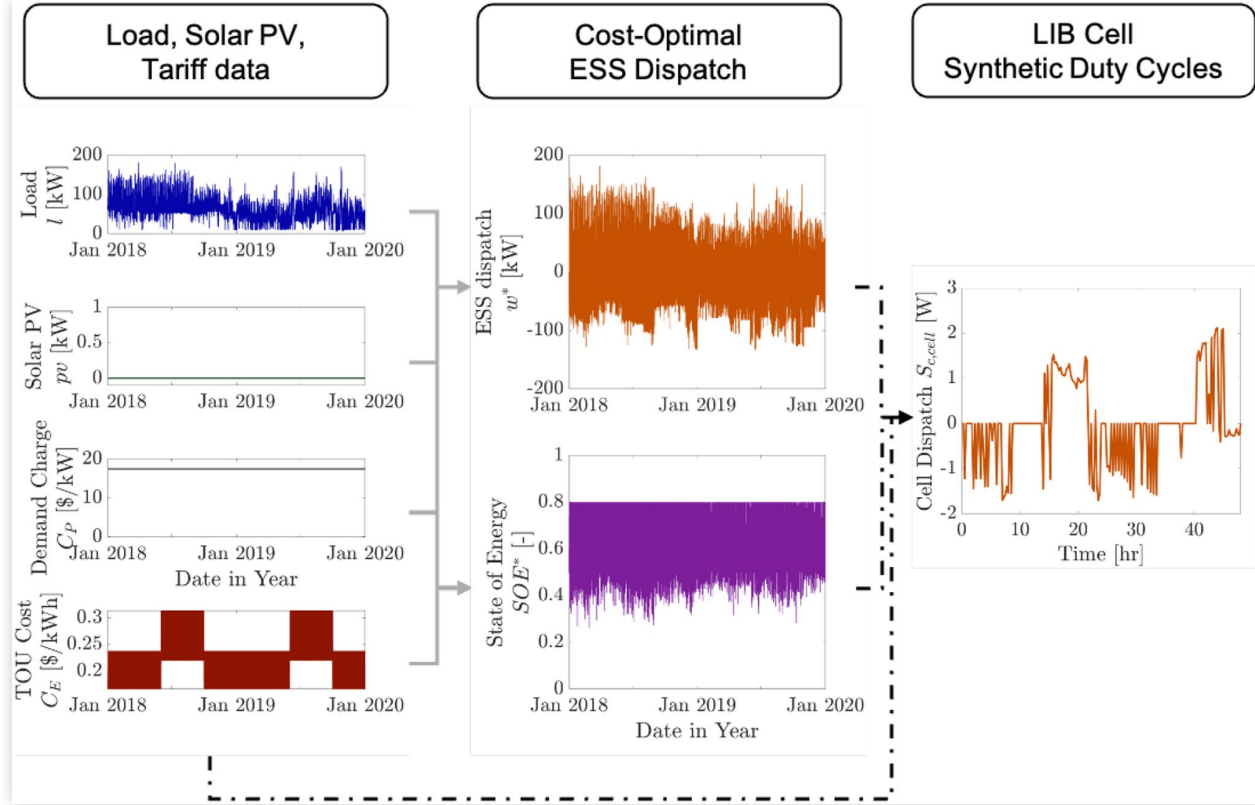 Load, Solar PV,
Tariff data
Cost-Optimal
ESS Dispatch
LIB Cell
Synthetic Duty Cycles
Load
l [kW]
200
100
0
Jan 2018
Jan 2019
Jan 2020
Solar PV
pv [kW]
1
0
Jan 2018
Jan 2019
Jan 2020
Demand Charge
C_P [$/kW]
20
10
0
Jan 2018
Jan 2019
Jan 2020
Date in Year
TOU Cost
C_E [$/kWh]
0.3
0.25
0.2
Jan 2018
Jan 2019
Jan 2020
ESS dispatch
w* [kW]
200
100
0
-100
-200
Jan 2018
Jan 2019
Jan 2020
State of Energy
SOE* [-]
1
0.8
0.6
0.4
0.2
0
Jan 2018
Jan 2019
Jan 2020
Date in Year
Cell Dispatch S_{c,cell} [W]
3
2
1
0
-1
-2
0
10
20
30
40
Time [hr]